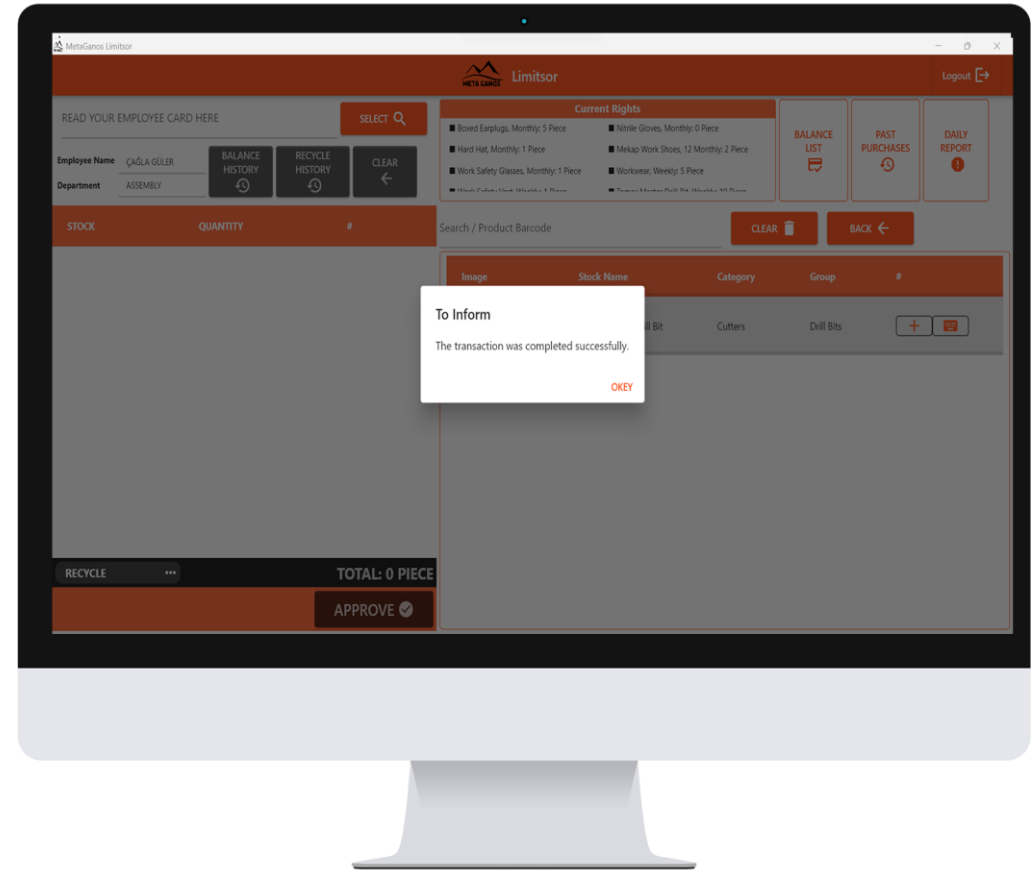 MetaGanos Limitsor
META GANOS
Limitsor
Logout
READ YOUR EMPLOYEE CARD HERE
SELECT
Employee Name
ÇAĞLA GÜLER
Department
ASSEMBLY
BALANCE
HISTORY
RECYCLE
HISTORY
CLEAR
Current Rights
Boxed Earplugs, Monthly: 5 Piece
Nitrile Gloves, Monthly: 0 Piece
Hard Hat, Monthly: 1 Piece
Mekap Work Shoes, 12 Monthly: 2 Piece
Work Safety Glasses, Monthly: 1 Piece
Workwear, Weekly: 5 Piece
BALANCE
LIST
PAST
PURCHASES
DAILY
REPORT
STOCK QUANTITY #
Search / Product Barcode
CLEAR
BACK
Image Stock Name Category Group #
Bit Cutters Drill Bits
To Inform
The transaction was completed successfully.
OKEY
RECYCLE ...
TOTAL: 0 PIECE
APPROVE